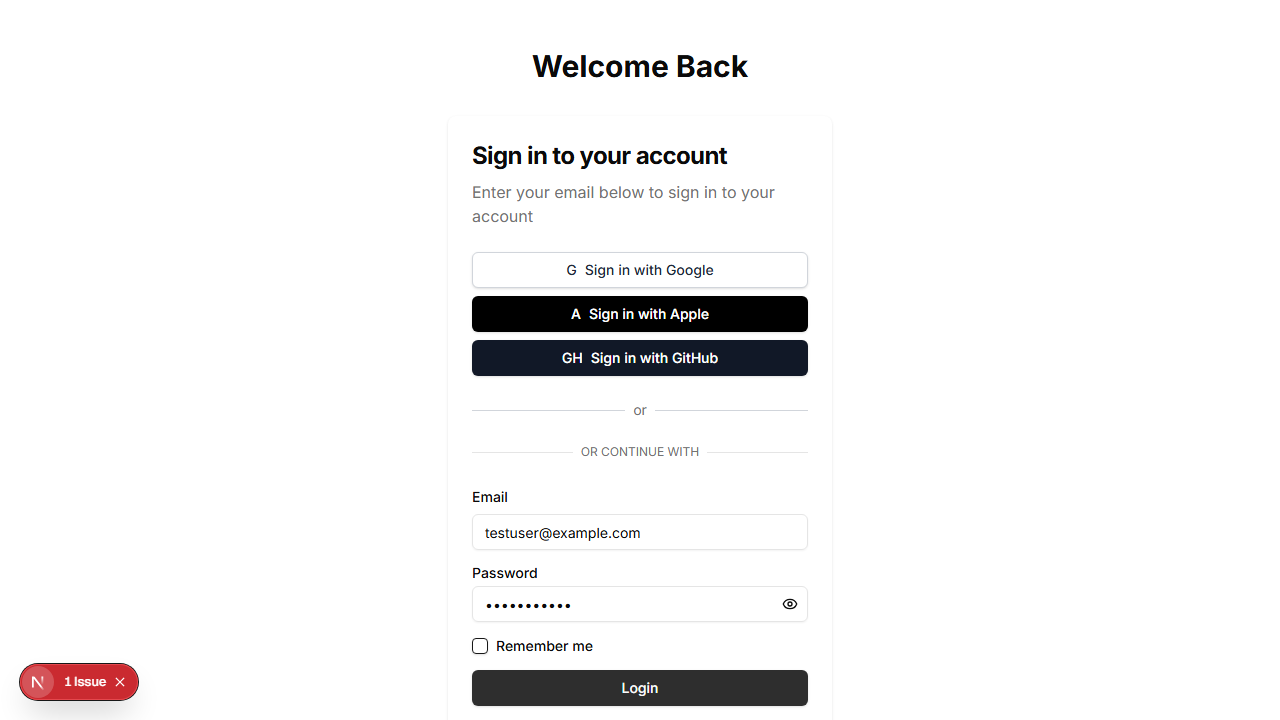 Welcome Back
Sign in to your account
Enter your email below to sign in to your
account
G Sign in with Google
A Sign in with Apple
GH Sign in with GitHub
or
OR CONTINUE WITH
Email
testuser@example.com
Password
•••••••••••
Remember me
Login
N 1 Issue